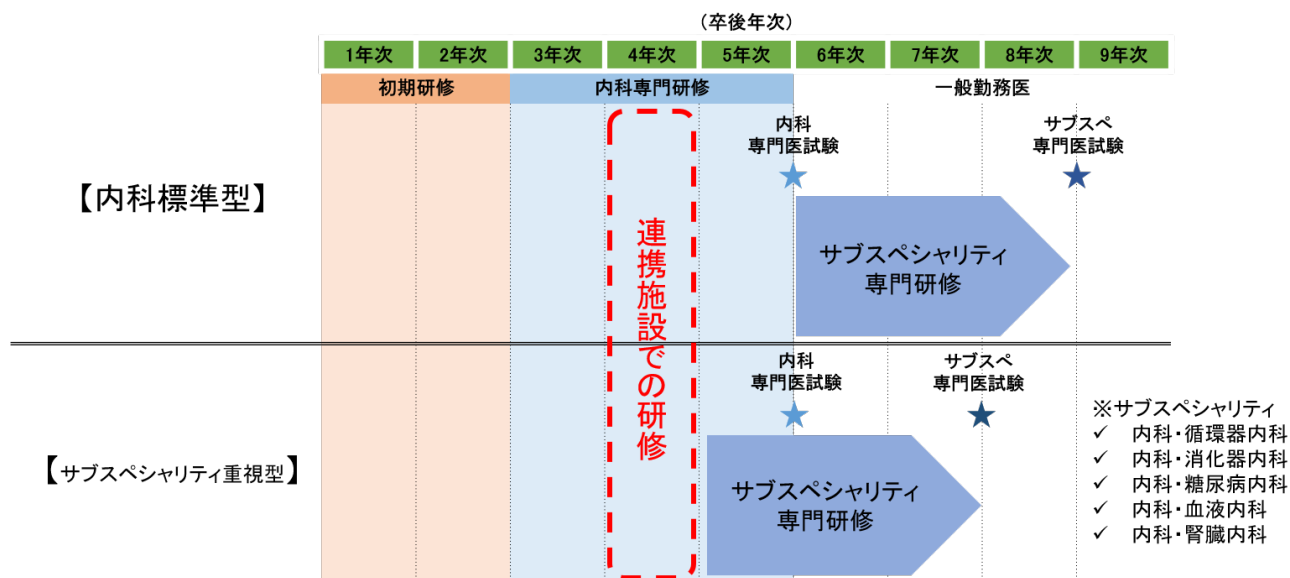 (卒後年次)
1年次 2年次 3年次 4年次 5年次 6年次 7年次 8年次 9年次
初期研修 内科専門研修 一般勤務医
【内科標準型】
連携施設での研修
内科
専門医試験
サブスペ
専門医試験
サブスペシャリティ
専門研修
【サブスペシャリティ重視型】
内科
専門医試験
サブスペ
専門医試験
サブスペシャリティ
専門研修
※サブスペシャリティ
✓ 内科・循環器内科
✓ 内科・消化器内科
✓ 内科・糖尿病内科
✓ 内科・血液内科
✓ 内科・腎臓内科